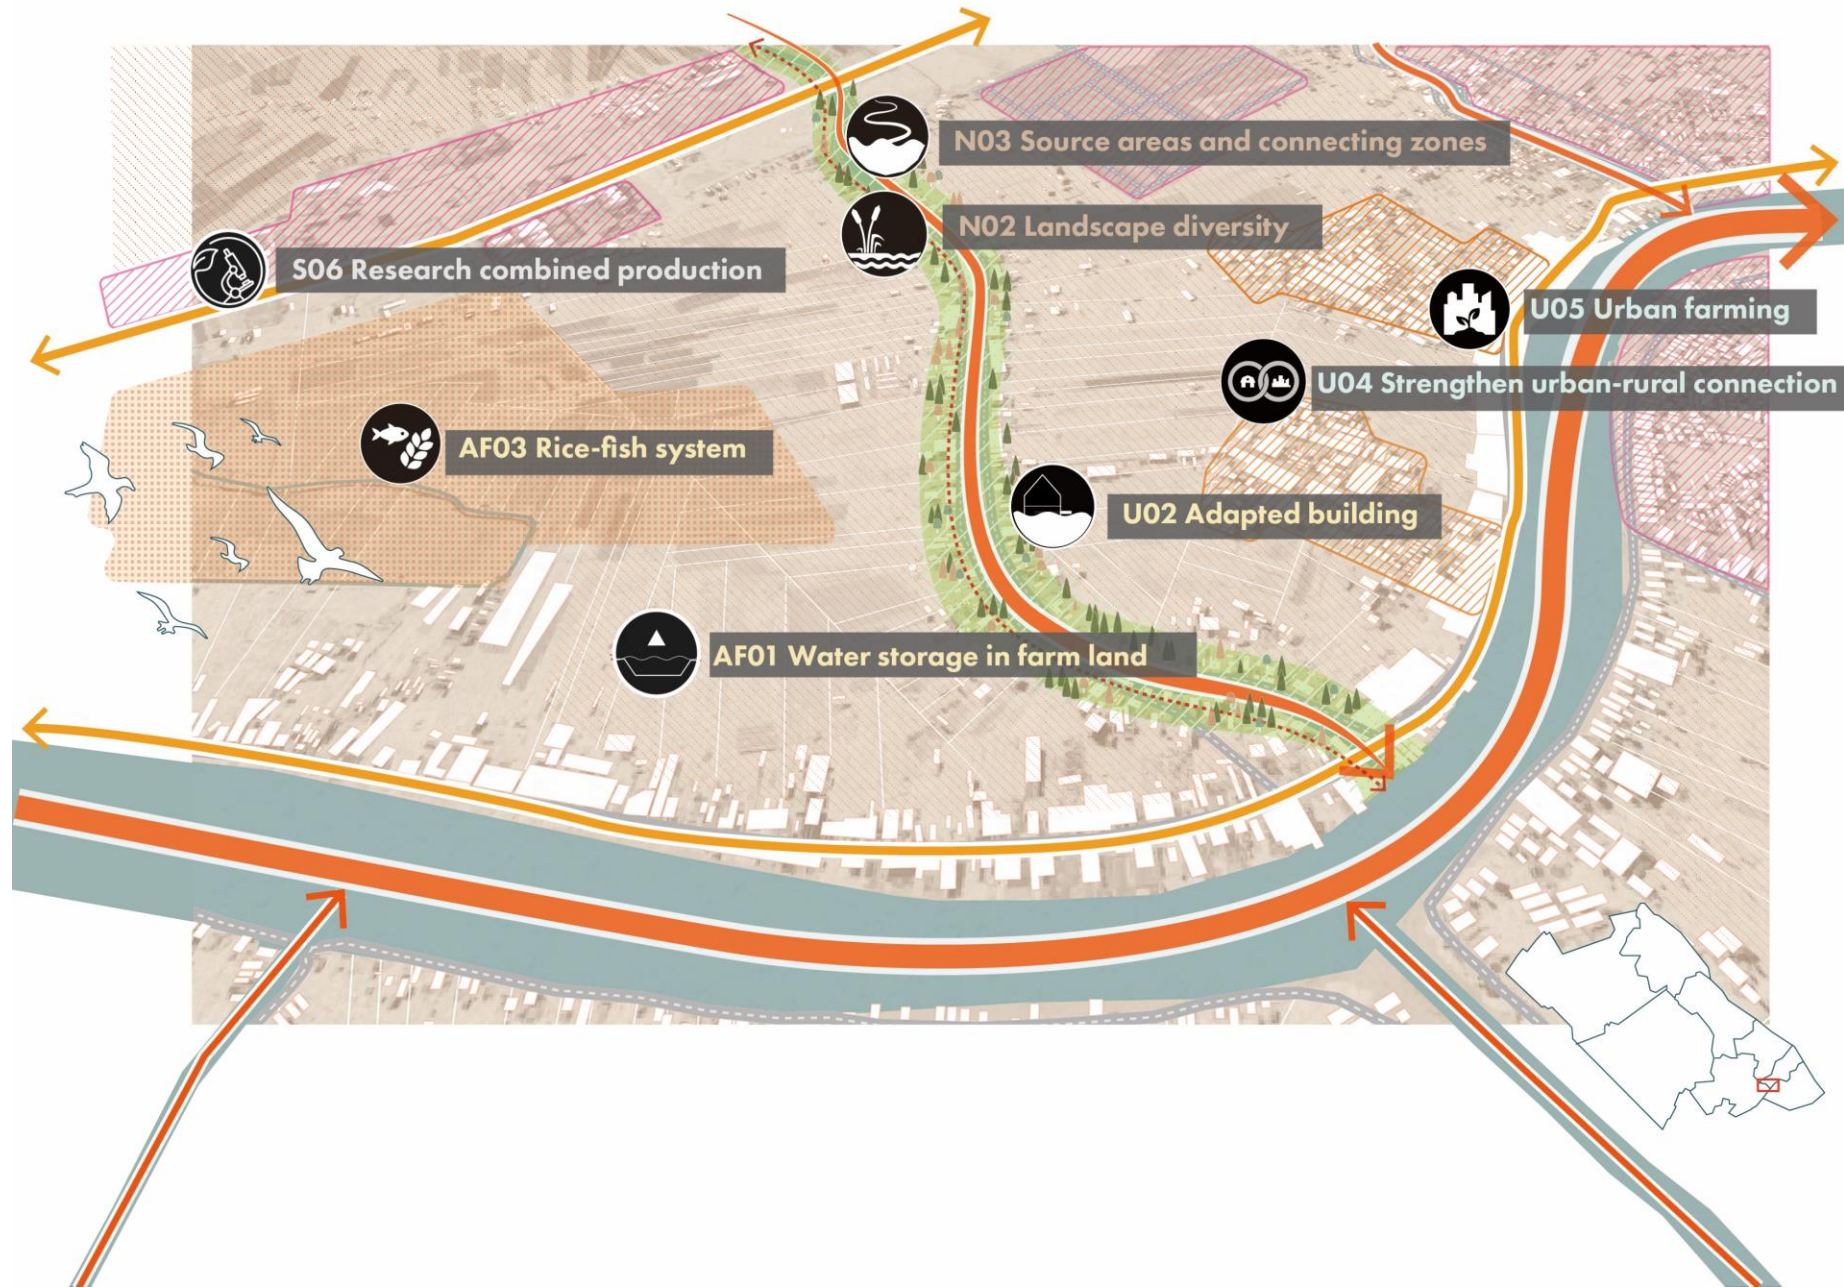 N03 Source areas and connecting zones
N02 Landscape diversity
S06 Research combined production
U05 Urban farming
U04 Strengthen urban-rural connection
AF03 Rice-fish system
U02 Adapted building
AF01 Water storage in farm land